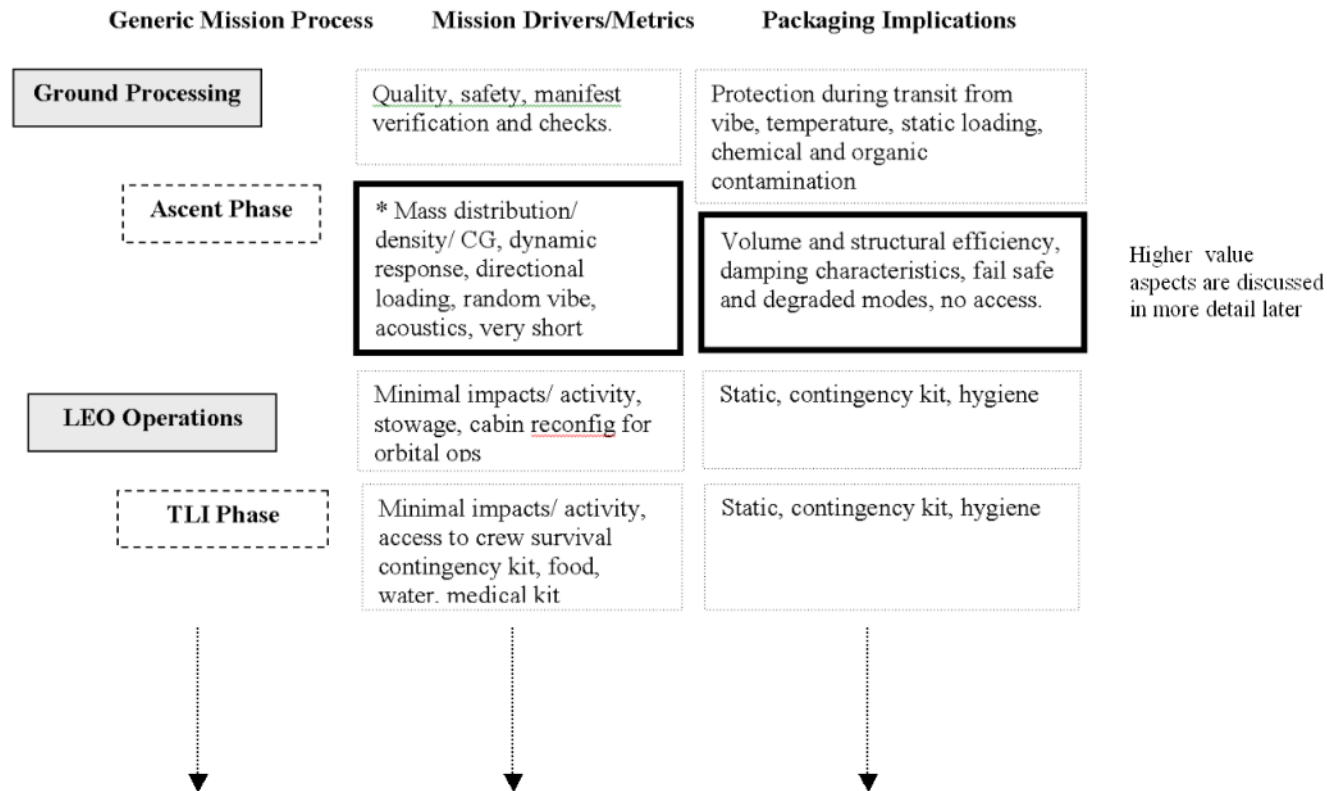 Generic Mission Process Mission Drivers/Metrics Packaging Implications
Ground Processing
Quality, safety, manifest
verification and checks.
Protection during transit from
vibe, temperature, static loading,
chemical and organic
contamination
Ascent Phase
* Mass distribution/
density/ CG, dynamic
response, directional
loading, random vibe,
acoustics, very short
Volume and structural efficiency,
damping characteristics, fail safe
and degraded modes, no access.
Higher value
aspects are discussed
in more detail later
LEO Operations
Minimal impacts/ activity,
stowage, cabin reconfig for
orbital ops
Static, contingency kit, hygiene
TLI Phase
Minimal impacts/ activity,
access to crew survival
contingency kit, food,
water, medical kit
Static, contingency kit, hygiene